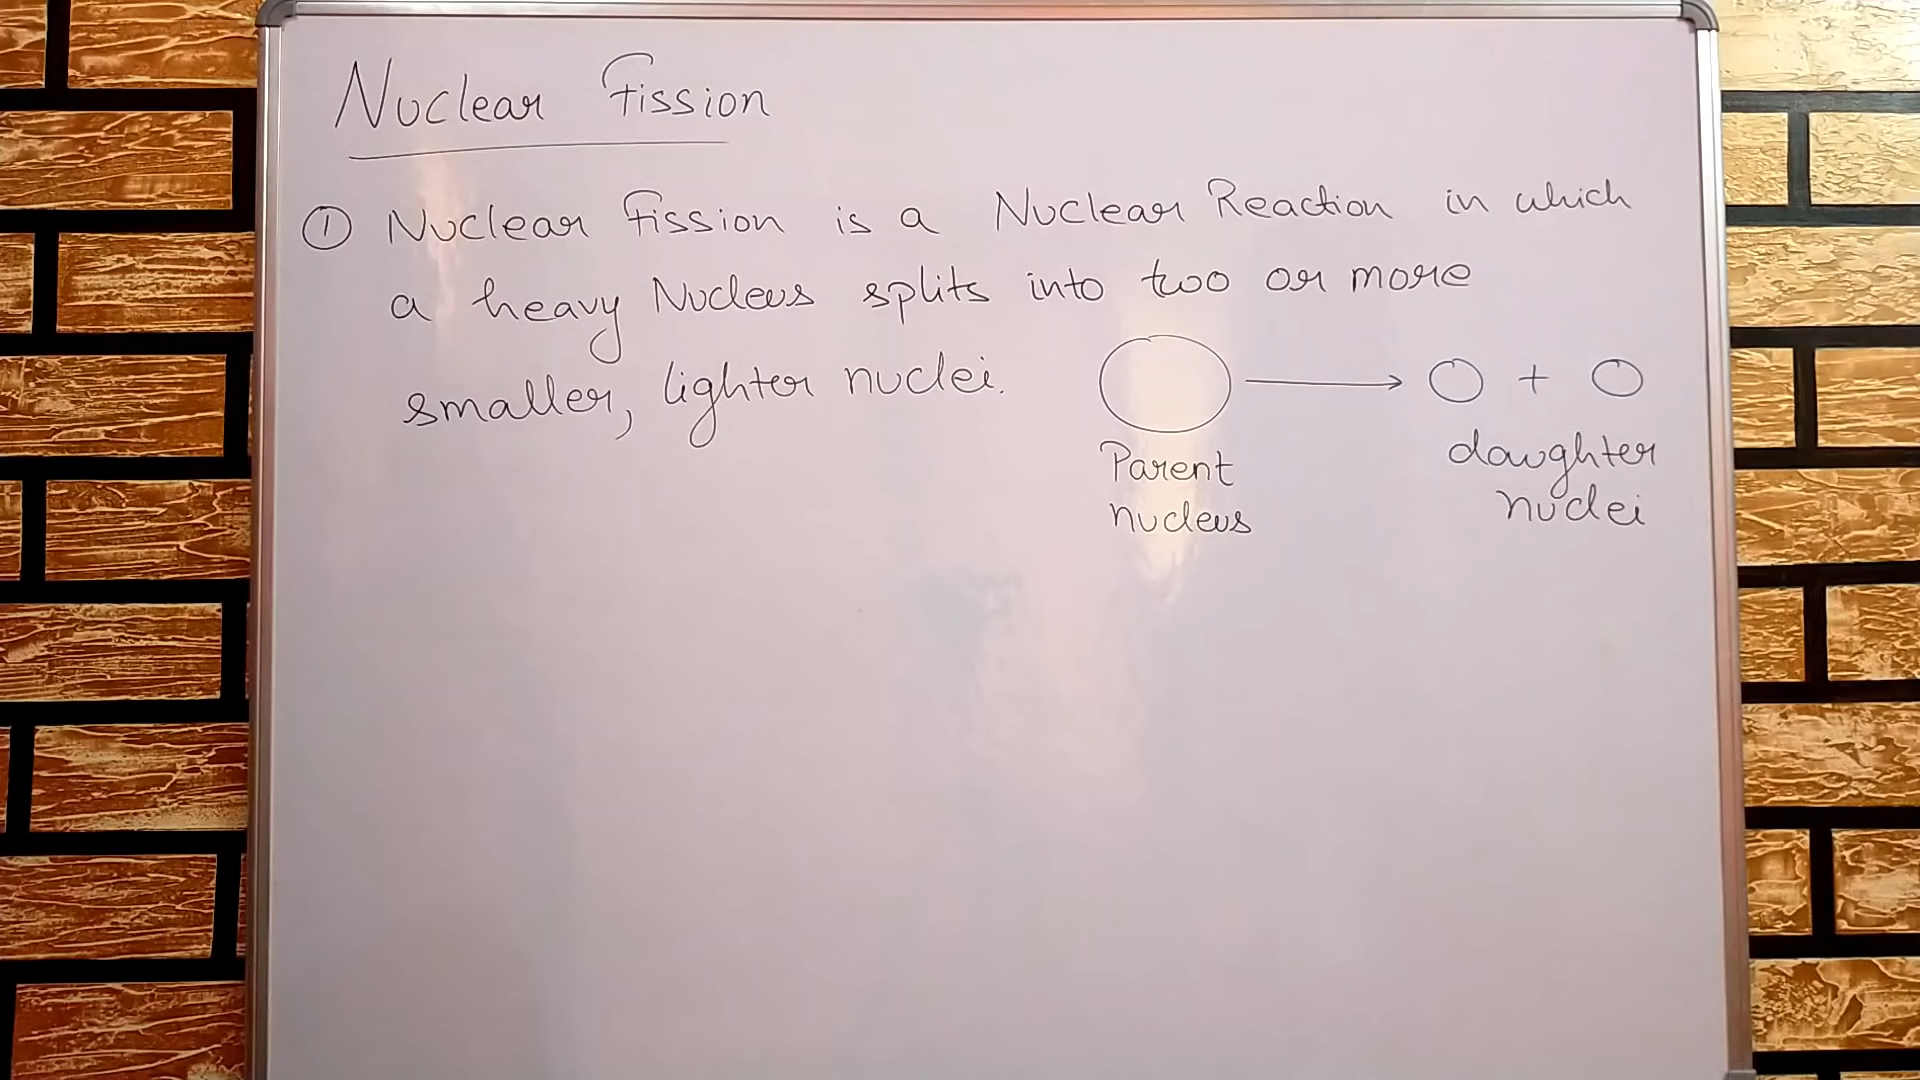 Nuclear Fission
① Nuclear Fission is a Nuclear Reaction in which
a heavy Nucleus splits into two or more
smaller, lighter nuclei.
+
Parent
nucleus
daughter
nuclei